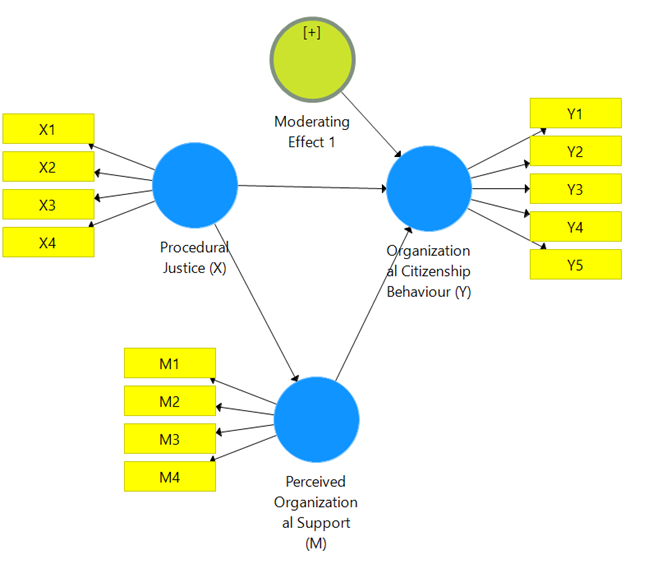 [+]
Moderating
Effect 1
X1
X2
X3
X4
Procedural
Justice (X)
Y1
Y2
Y3
Y4
Y5
Organization
al Citizenship
Behaviour (Y)
M1
M2
M3
M4
Perceived
Organization
al Support
(M)